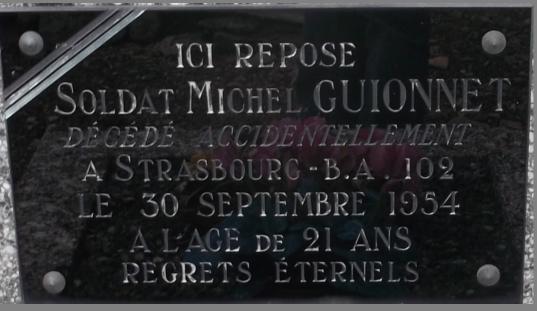 ICI REPOSE
SOLDAT MICHEL GUIONNET
DÉCÉDÉ ACCIDENTELLEMENT
A STRASBOURG - B.A. 102
LE 30 SEPTEMBRE 1954
A L'AGE DE 21 ANS
REGRETS ÉTERNELS